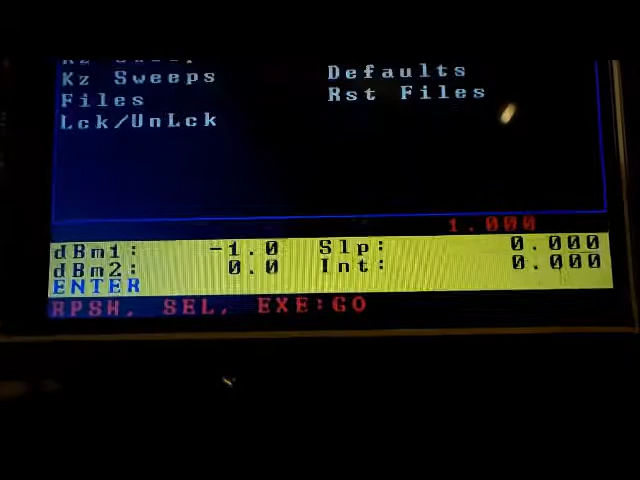 Kz Sweeps Defaults
Files Rst Files
Lck/UnLck
1.000
dBm1: -1.0 Slp: 0.000
dBm2: 0.0 Int: 0.000
ENTER
RPSH, SEL, EXE:GO